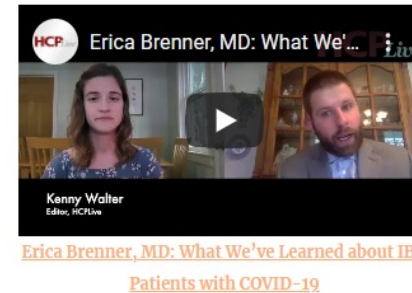 HCP Live Erica Brenner, MD: What We'...
Kenny Walter
Editor, HCPLive
Erica Brenner, MD: What We've Learned about
Patients with COVID-19